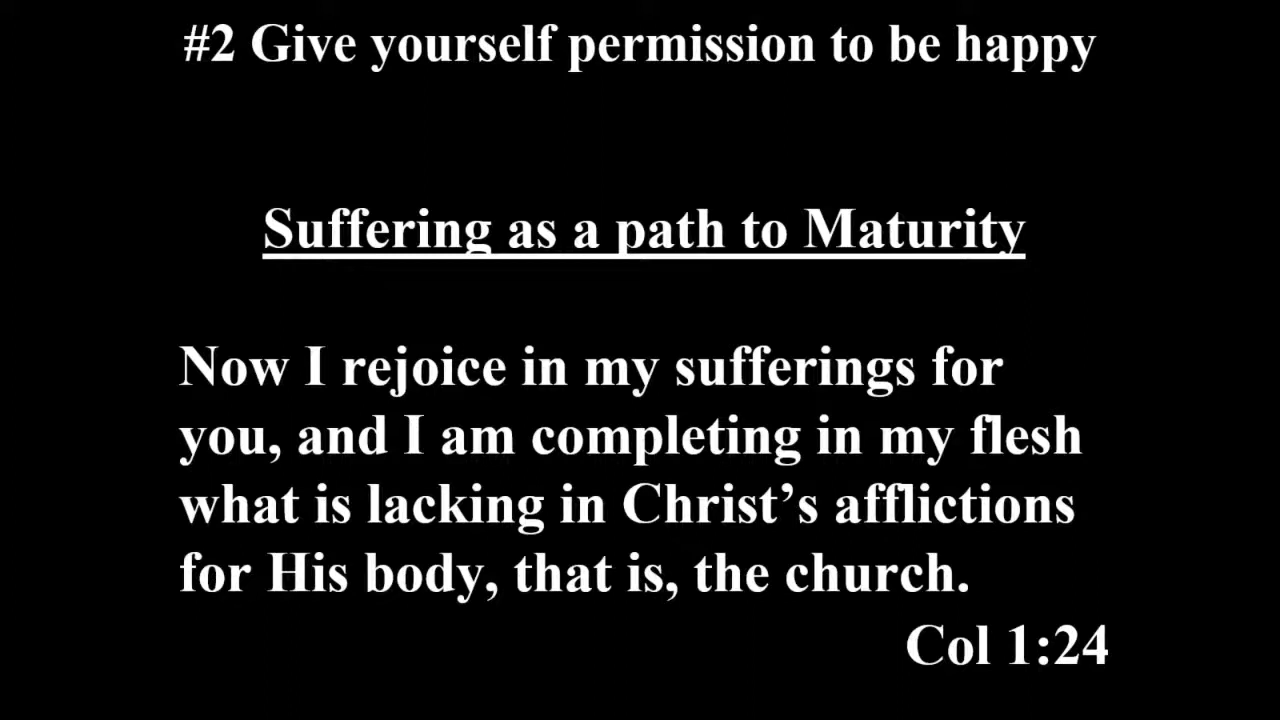 #2 Give yourself permission to be happy
Suffering as a path to Maturity
Now I rejoice in my sufferings for
you, and I am completing in my flesh
what is lacking in Christ’s afflictions
for His body, that is, the church.
Col 1:24